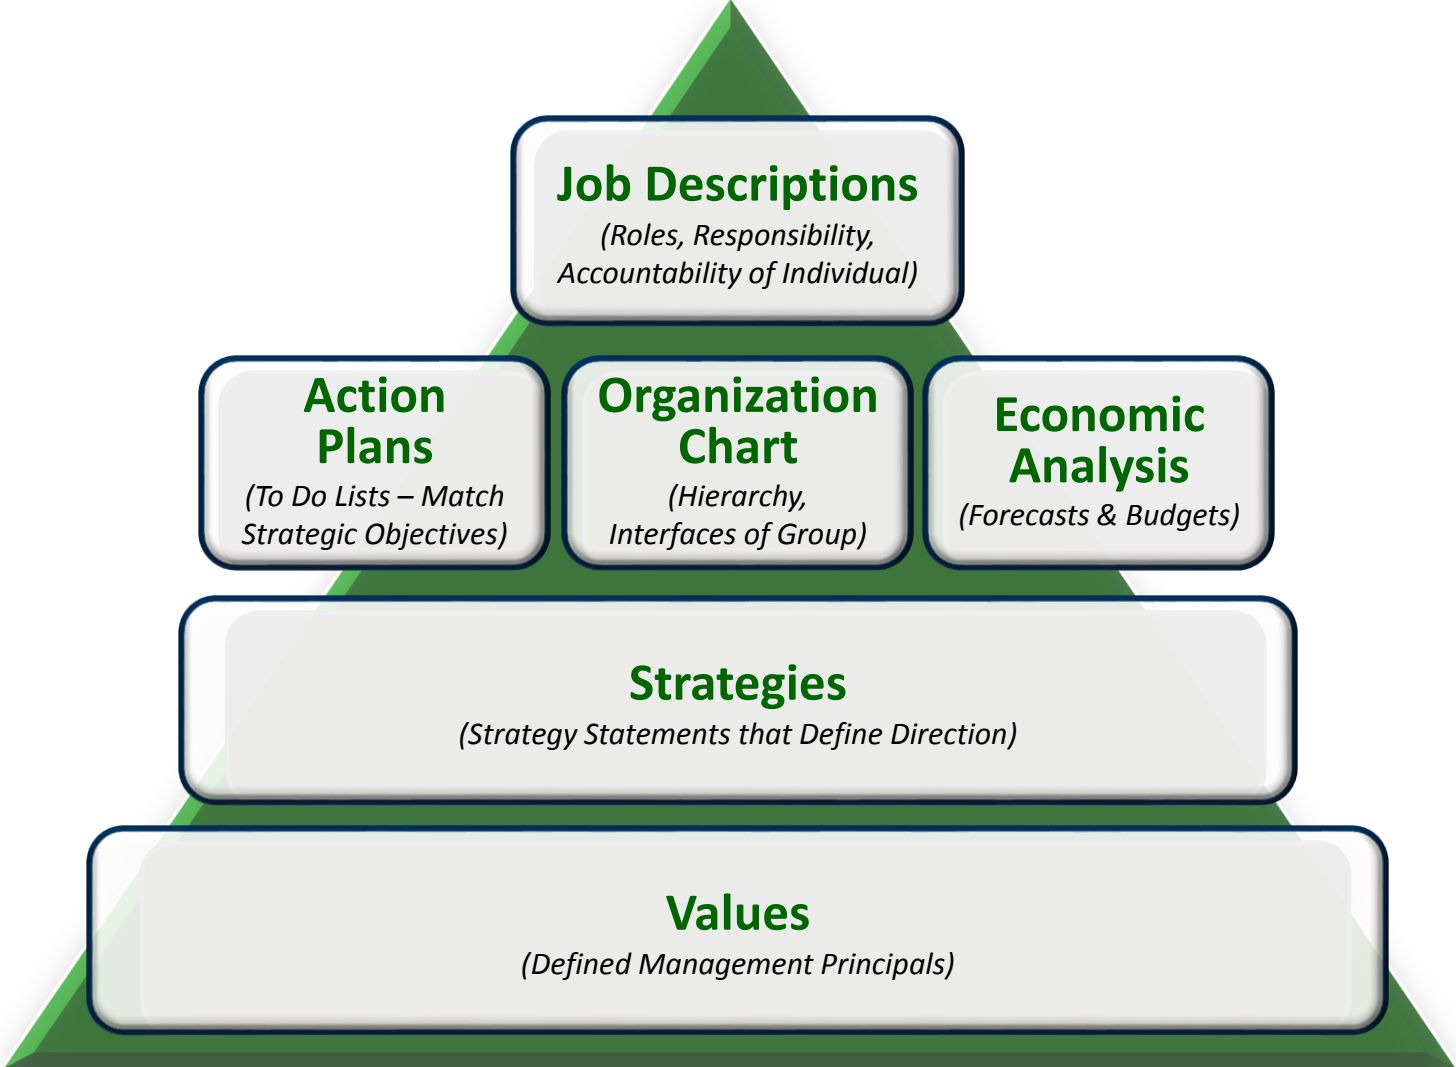 Job Descriptions
(Roles, Responsibility,
Accountability of Individual)
Action
Plans
(To Do Lists – Match
Strategic Objectives)
Organization
Chart
(Hierarchy,
Interfaces of Group)
Economic
Analysis
(Forecasts & Budgets)
Strategies
(Strategy Statements that Define Direction)
Values
(Defined Management Principals)